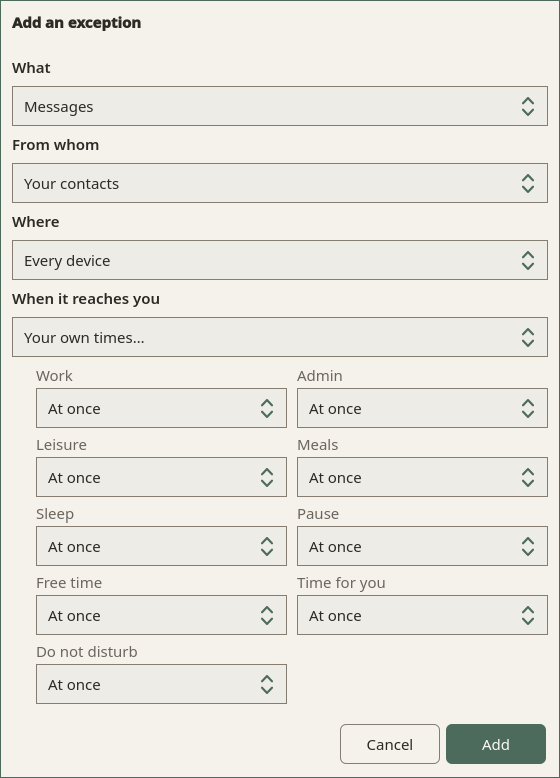 Add an exception
What
Messages
From whom
Your contacts
Where
Every device
When it reaches you
Your own times...
Work
Admin
At once
At once
Leisure
Meals
At once
At once
Sleep
Pause
At once
At once
Free time
Time for you
At once
At once
Do not disturb
At once
Cancel
Add